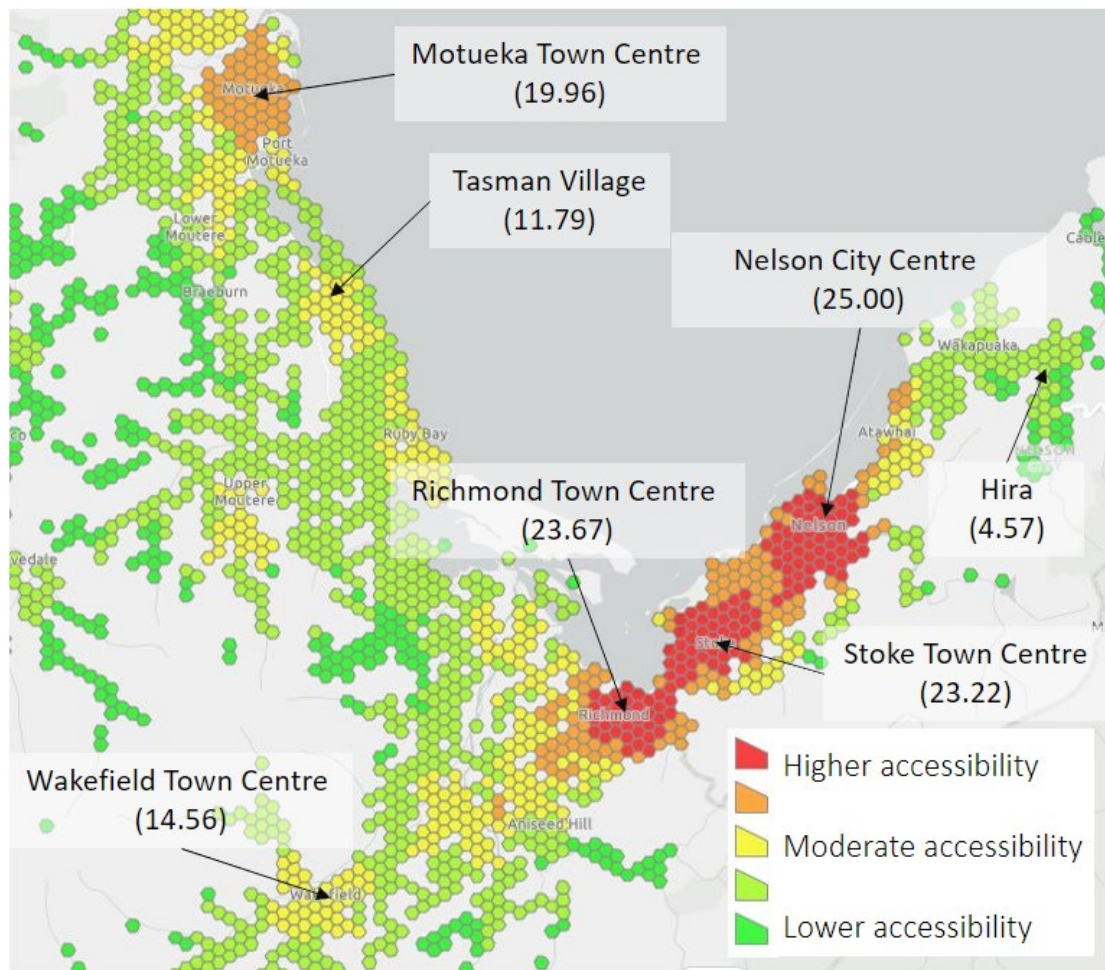 Motueka Town Centre
(19.96)
Motueka
Port
Motueka
Tasman Village
(11.79)
Lower
Moutere
Nelson City Centre
(25.00)
Cable
Braeburn
Wakapuaka
Ruby Bay
Atawhai
Upper
Moutere
Richmond Town Centre
(23.67)
Hira
(4.57)
Nelson
Stoke
Stoke Town Centre
(23.22)
Richmond
Higher accessibility
Wakefield Town Centre
(14.56)
Aniseed Hill
Moderate accessibility
Wakefield
Lower accessibility